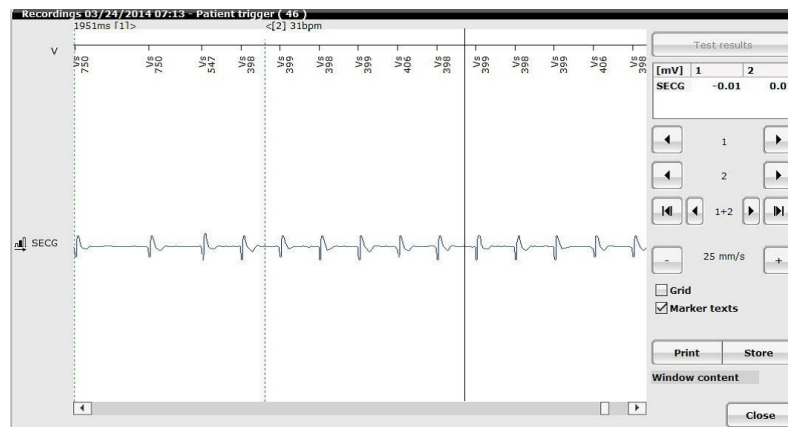 Recordings 03/24/2014 07:13 - Patient trigger ( 46 )
1951ms [1]>
<[2] 31bpm
V
Vs 750
Vs 750
Vs 547
Vs 398
Vs 399
Vs 398
Vs 399
Vs 406
Vs 398
Vs 399
Vs 398
Vs 399
Vs 406
Vs 398
SECG
Test results
[mV] 1 2
SECG -0.01 0.0
1
2
1+2
- 25 mm/s +
Grid
Marker texts
Print Store
Window content
Close